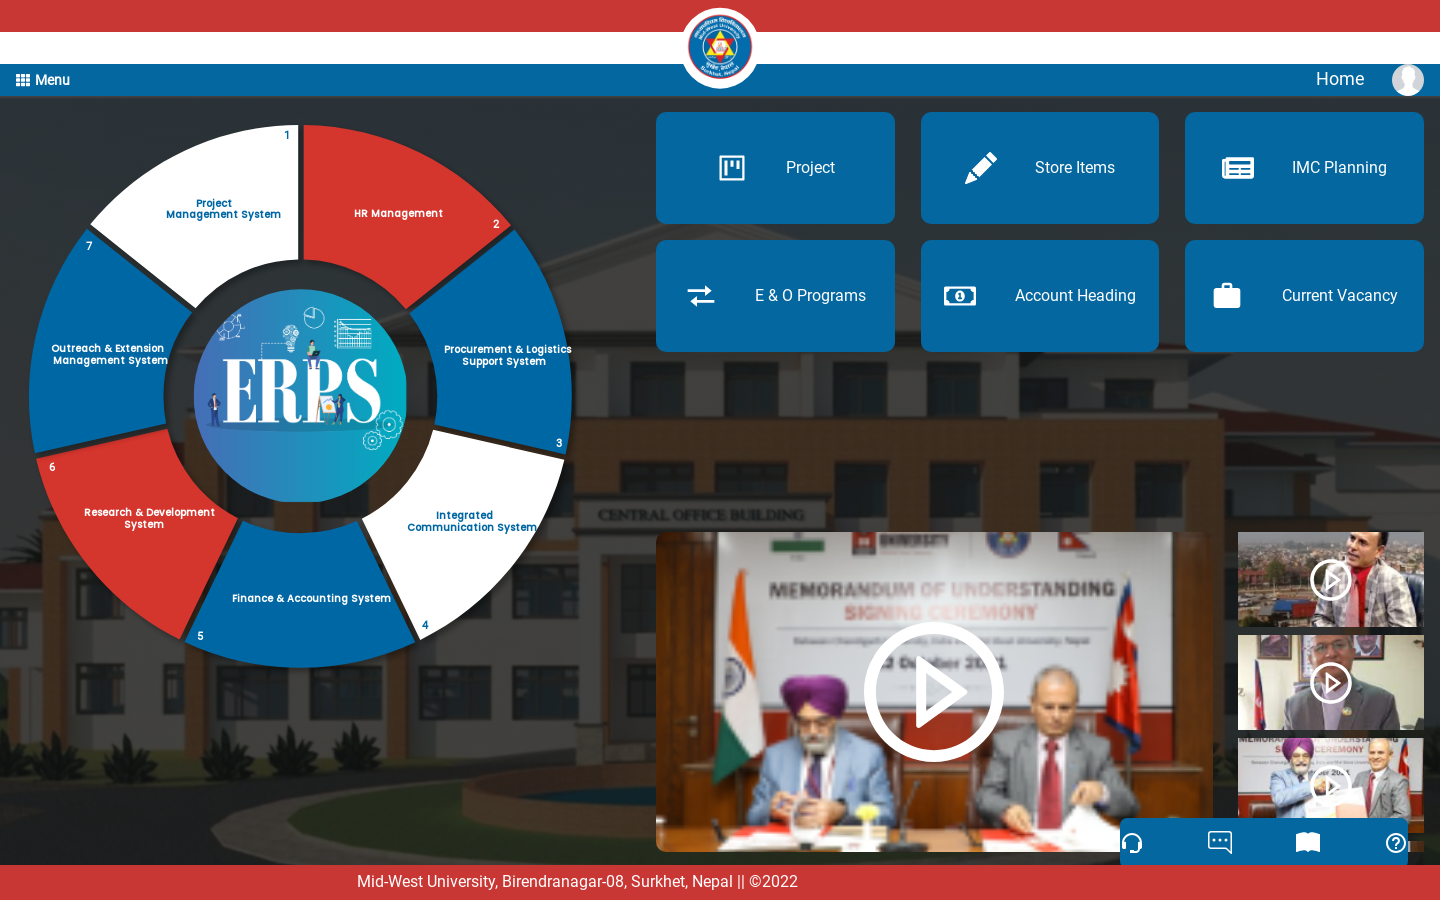 Menu
Home
1
Project
Management System
HR Management
2
7
Outreach & Extension
Management System
Procurement & Logistics
Support System
3
ERPS
6
Research & Development
System
Integrated
Communication System
4
Finance & Accounting System
5
Project
Store Items
IMC Planning
E & O Programs
Account Heading
Current Vacancy
CENTRAL OFFICE BUILDING
UNIVERSITY
MEMORANDUM OF UNDERSTANDING
SIGNING CEREMONY
Mid-West University, Birendranagar-08, Surkhet, Nepal || ©2022